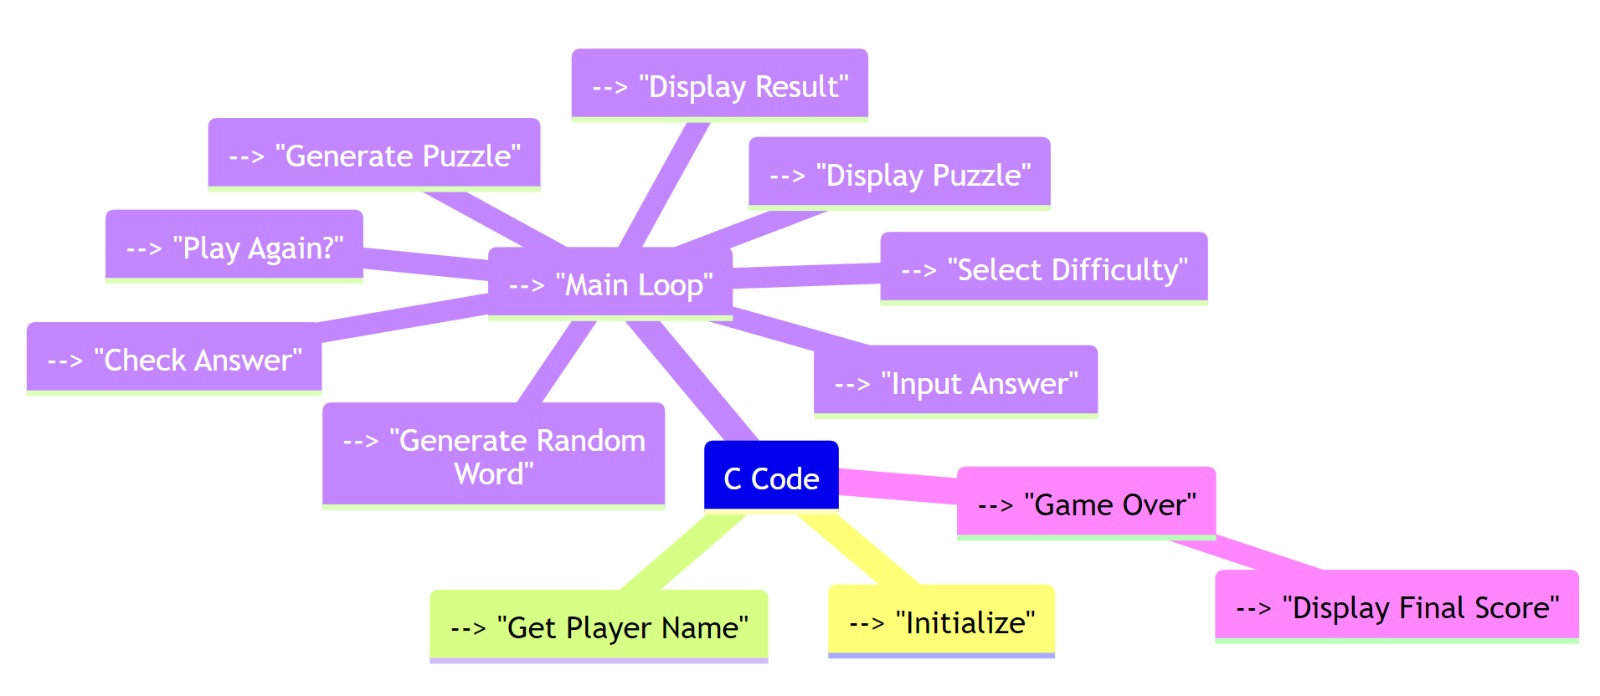 --> "Display Result"
--> "Generate Puzzle"
--> "Display Puzzle"
--> "Play Again?"
--> "Select Difficulty"
--> "Main Loop"
--> "Check Answer"
--> "Input Answer"
--> "Generate Random
Word"
C Code
--> "Game Over"
--> "Display Final Score"
--> "Get Player Name"
--> "Initialize"